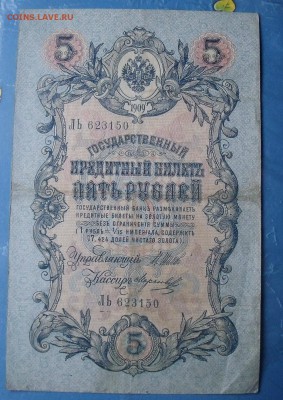 COINS.LAVE.RU
5 5
1909
ЛЬ 623150
ГОСУДАРСТВЕННЫЙ
КРЕДИТНЫЙ БИЛЕТЪ
ПЯТЬ РУБЛЕЙ
ГОСУДАРСТВЕННЫЙ БАНКЪ РАЗМѢНИВАЕТЪ
КРЕДИТНЫЕ БИЛЕТЫ НА ЗОЛОТУЮ МОНЕТУ
БЕЗЪ ОГРАНИЧЕНІЯ СУММЫ
(1 РУБЛЬ = 1/15 ИМПЕРІАЛА, СОДЕРЖИТЪ
17,424 ДОЛЕЙ ЧИСТАГО ЗОЛОТА)
Управляющій
Кассиръ
ЛЬ 623150
5